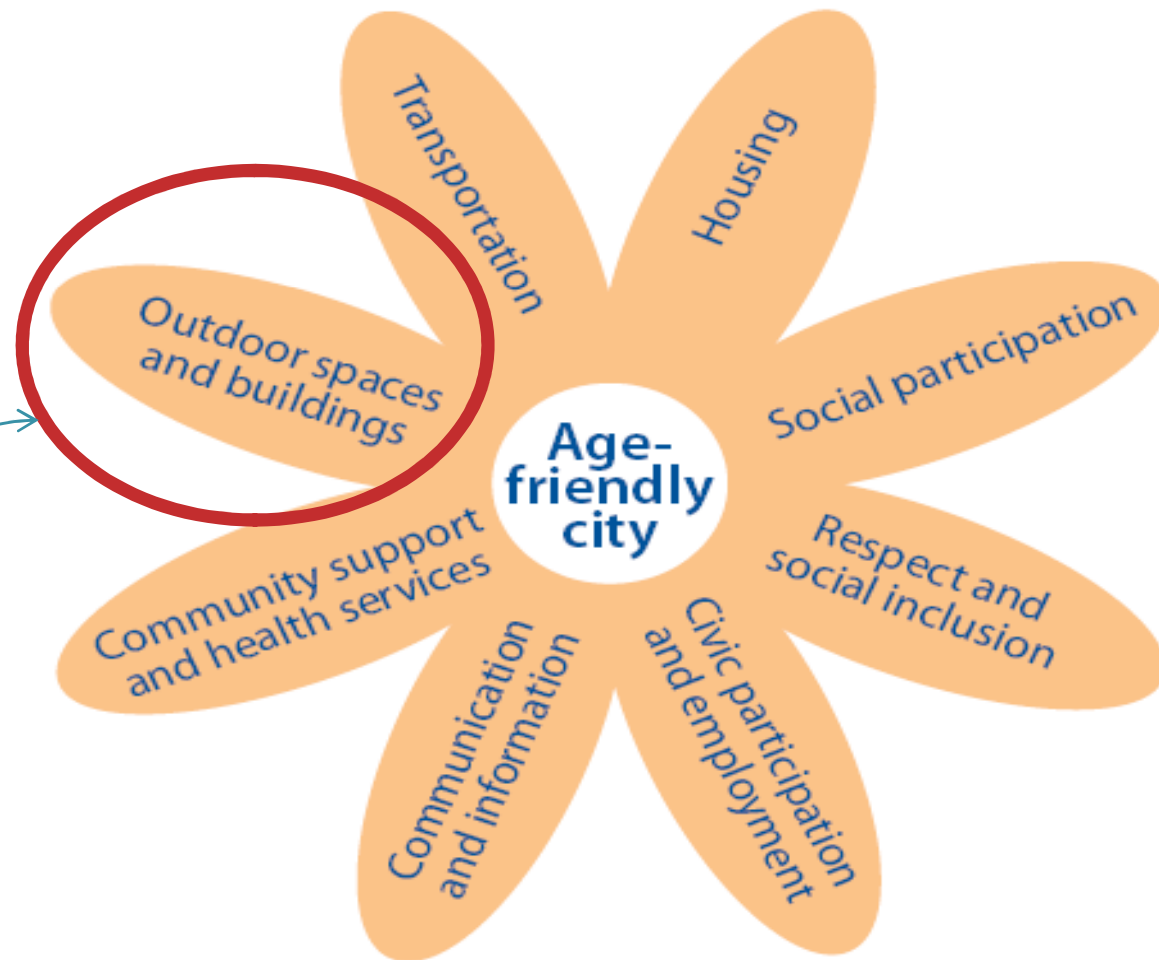 Transportation
Housing
Outdoor spaces
and buildings
Social participation
Age-
friendly
city
Community support
and health services
Respect and
social inclusion
Communication
and information
Civic participation
and employment